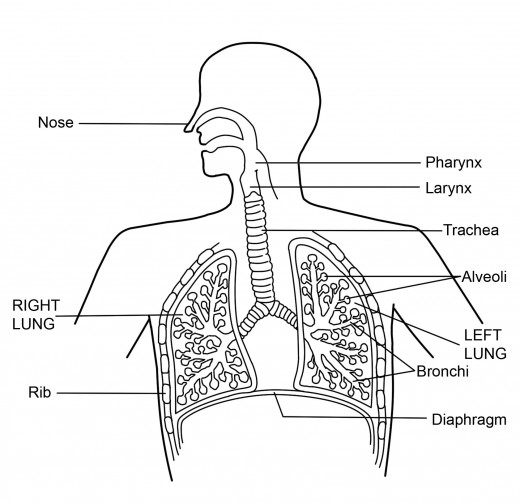 Nose
Pharynx
Larynx
Trachea
Alveoli
RIGHT
LUNG
LEFT
LUNG
Bronchi
Rib
Diaphragm